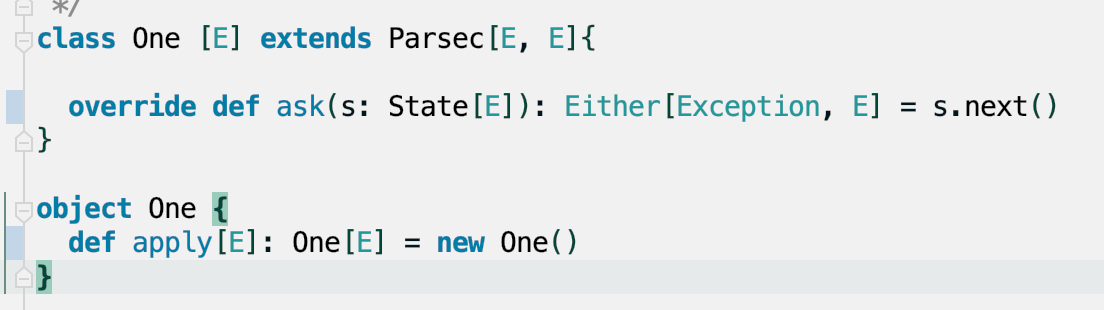 */
class One [E] extends Parsec[E, E]{
override def ask(s: State[E]): Either[Exception, E] = s.next()
}
object One {
def apply[E]: One[E] = new One()
}